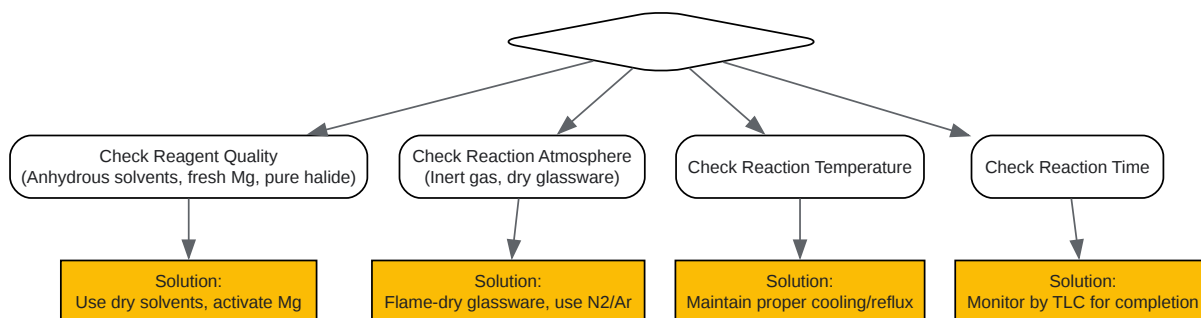 Check Reagent Quality
(Anhydrous solvents, fresh Mg, pure halide)
Check Reaction Atmosphere
(Inert gas, dry glassware)
Check Reaction Temperature
Check Reaction Time
Solution:
Use dry solvents, activate Mg
Solution:
Flame-dry glassware, use N2/Ar
Solution:
Maintain proper cooling/reflux
Solution:
Monitor by TLC for completion